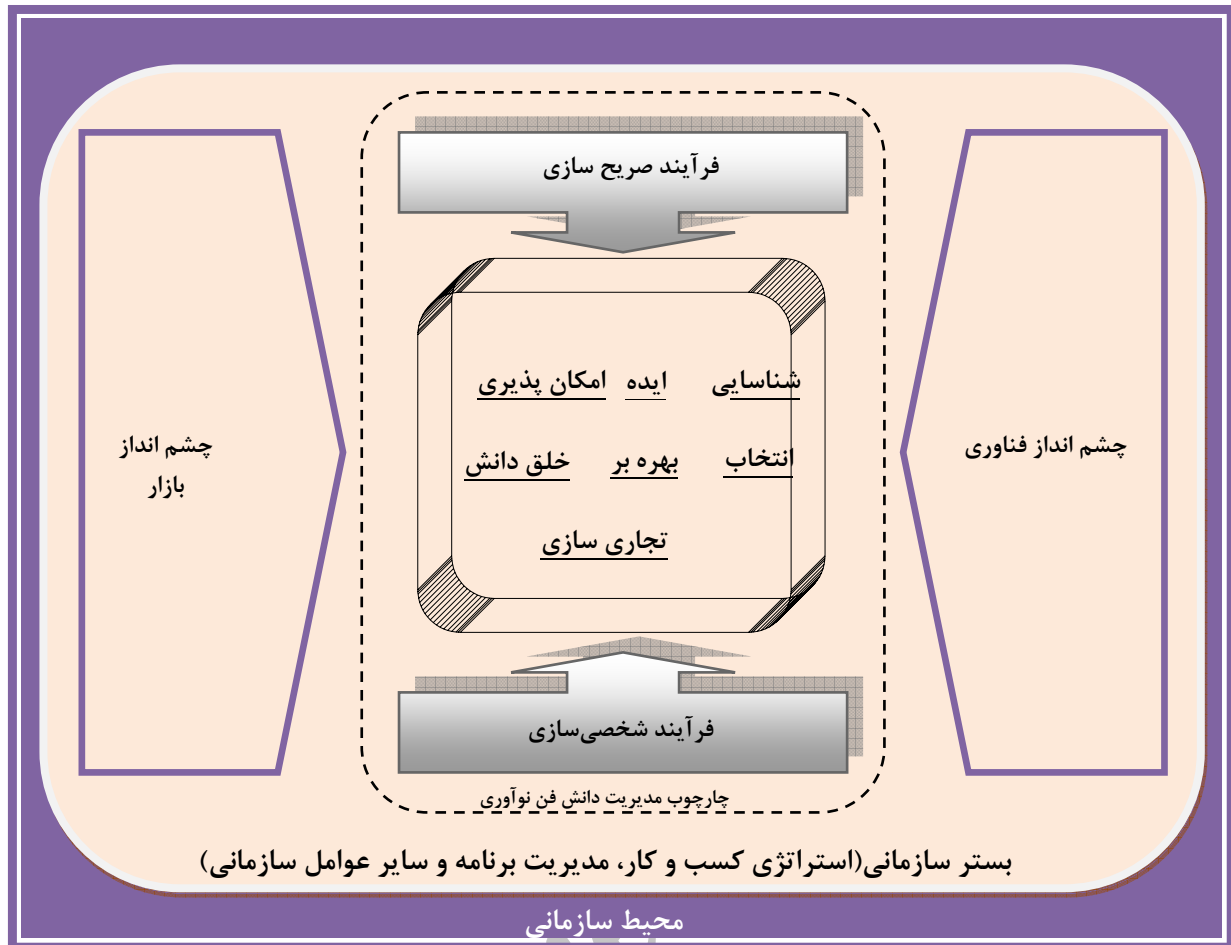 فرآیند صریح سازی
شناسایی ایده امکان پذیری
چشم انداز فناوری
چشم انداز
بازار
انتخاب بهره بر خلق دانش
تجاری سازی
فرآیند شخصی‌سازی
چارچوب مدیریت دانش فن نوآوری
بستر سازمانی(استراتژی کسب و کار، مدیریت برنامه و سایر عوامل سازمانی)
محیط سازمانی